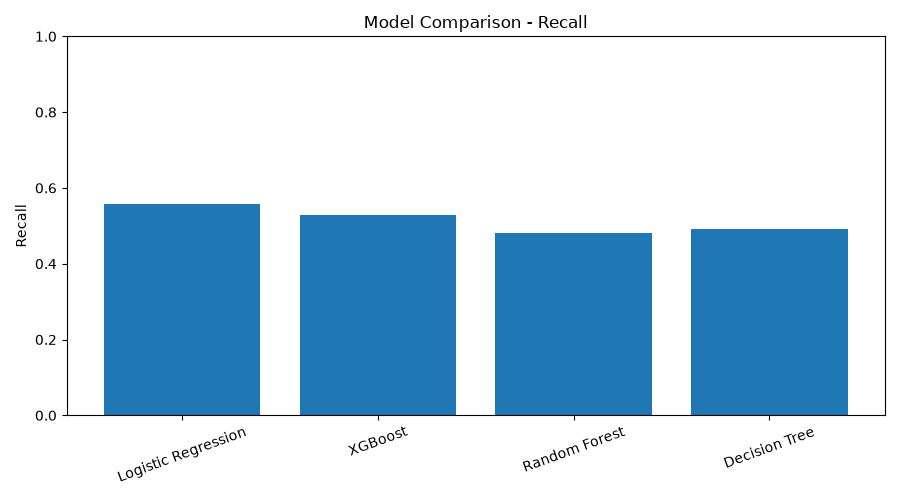 Model Comparison - Recall
1.0
0.8
0.6
0.4
0.2
0.0
Recall
Logistic Regression
XGBoost
Random Forest
Decision Tree